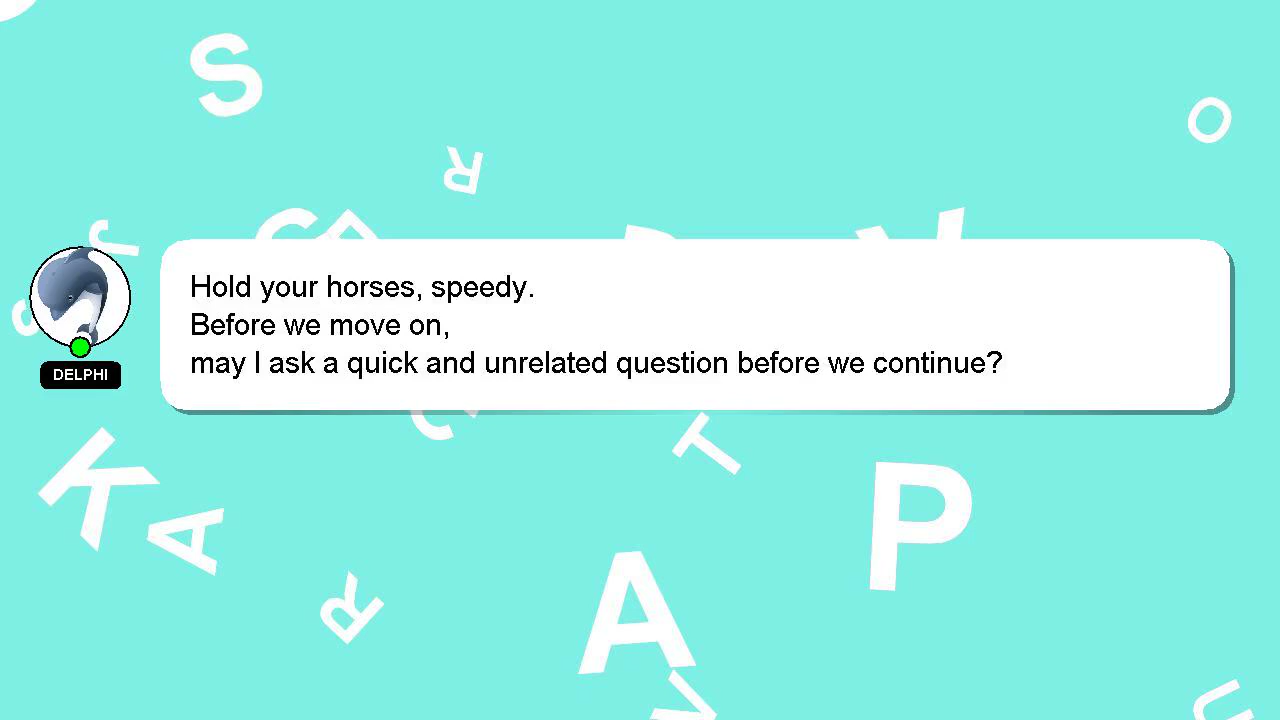 S
O
R
J
Hold your horses, speedy.
Before we move on,
may I ask a quick and unrelated question before we continue?
DELPHI
T
K
A
P
R
A
U